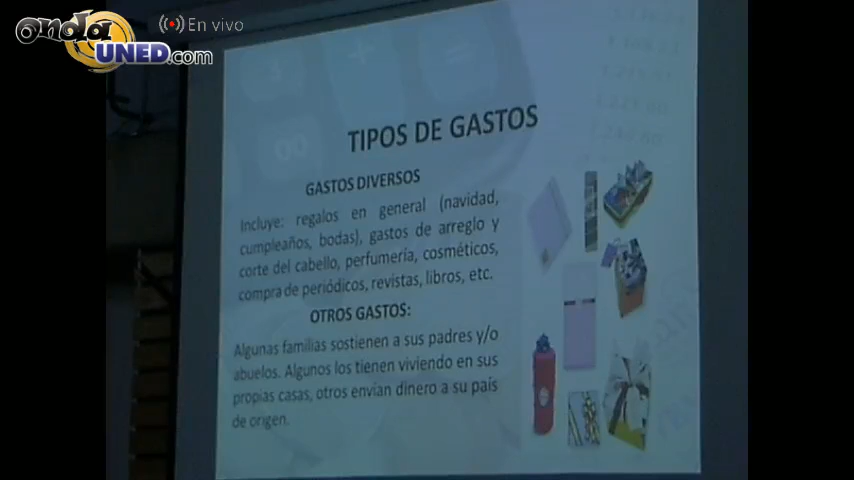 onda
UNED.com
En vivo
TIPOS DE GASTOS
GASTOS DIVERSOS
Incluye: regalos en general (navidad,
cumpleaños, bodas), gastos de arreglo y
corte del cabello, perfumería, cosméticos,
compra de periódicos, revistas, libros, etc.
OTROS GASTOS:
Algunas familias sostienen a sus padres y/o
abuelos. Algunos los tienen viviendo en sus
propias casas, otros envían dinero a su país
de origen.